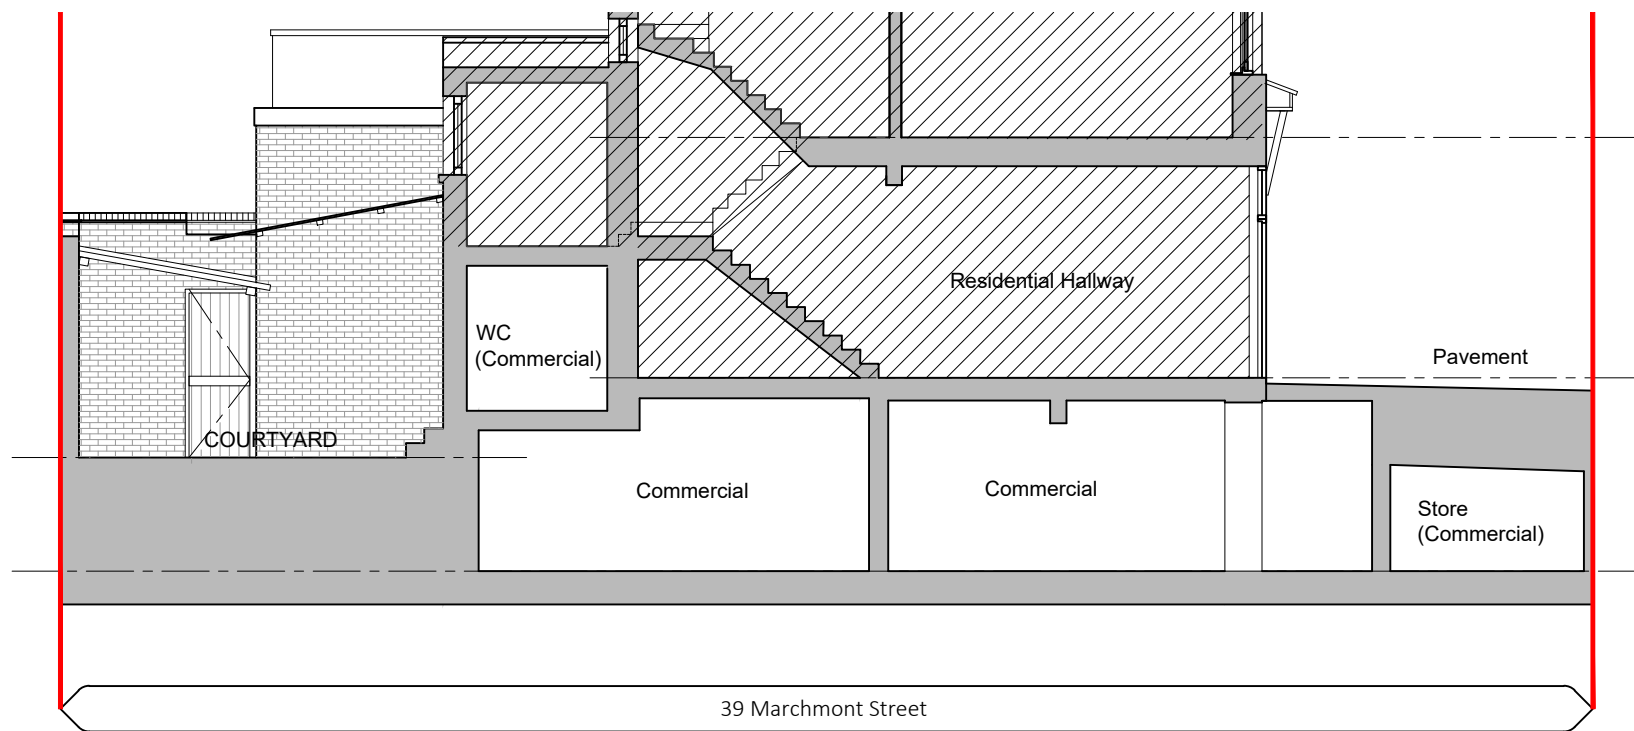 Residential Hallway
WC
(Commercial)
Pavement
COURTYARD
Commercial
Commercial
Store
(Commercial)
39 Marchmont Street